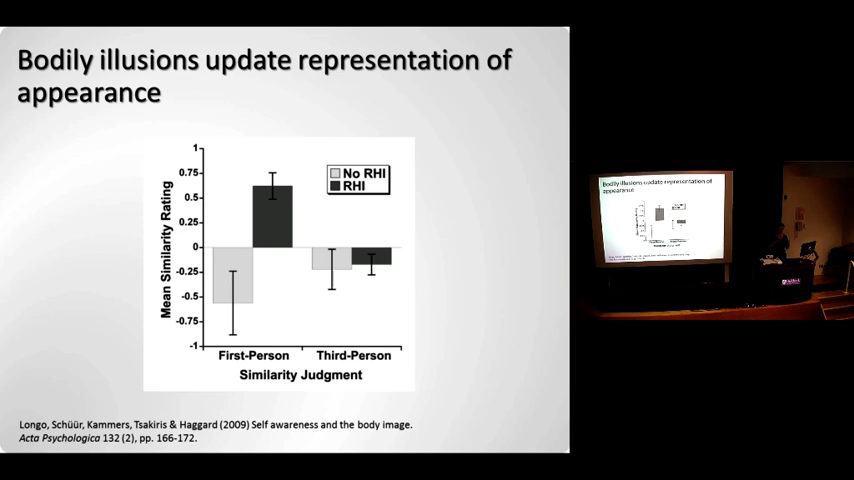 Bodily illusions update representation of
appearance
1
0.75
0.5
0.25
0
-0.25
-0.5
-0.75
-1
Mean Similarity Rating
No RHI
RHI
First-Person
Third-Person
Similarity Judgment
Longo, Schüür, Kammers, Tsakiris & Haggard (2009) Self awareness and the body image.
Acta Psychologica 132 (2), pp. 166-172.
Bodily illusions update representation of
appearance